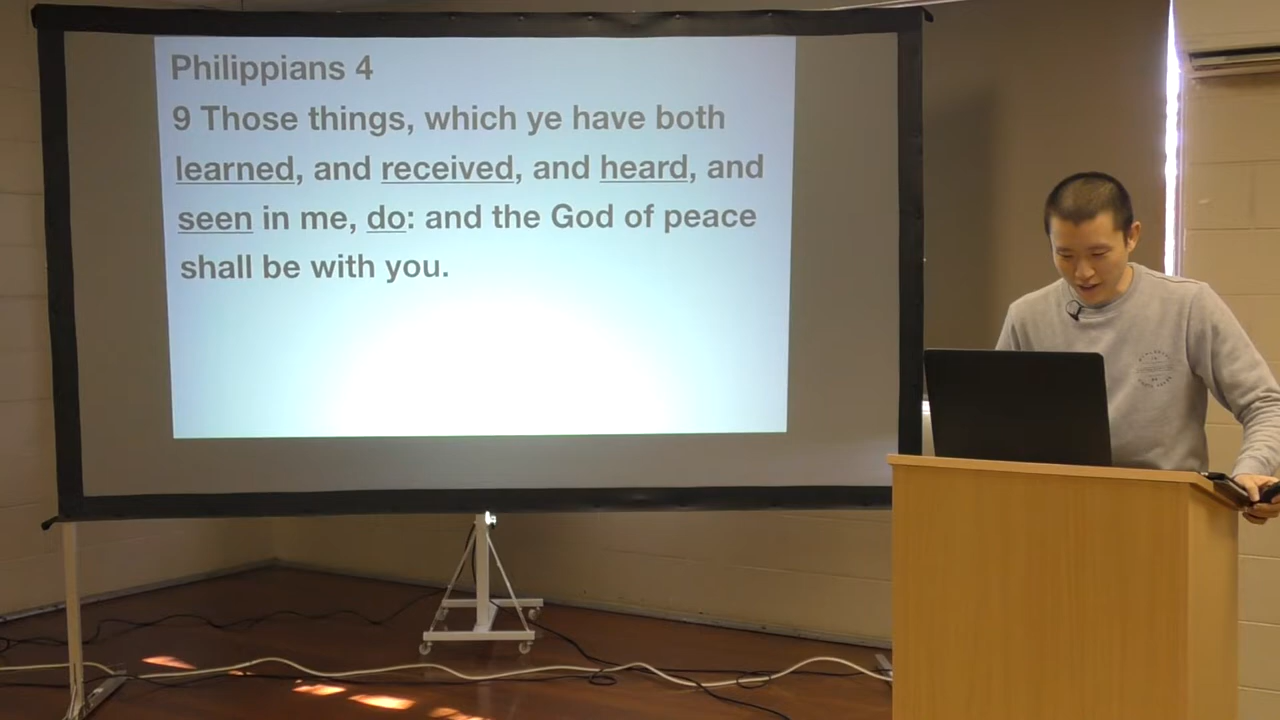 Philippians 4
9 Those things, which ye have both
learned, and received, and heard, and
seen in me, do: and the God of peace
shall be with you.